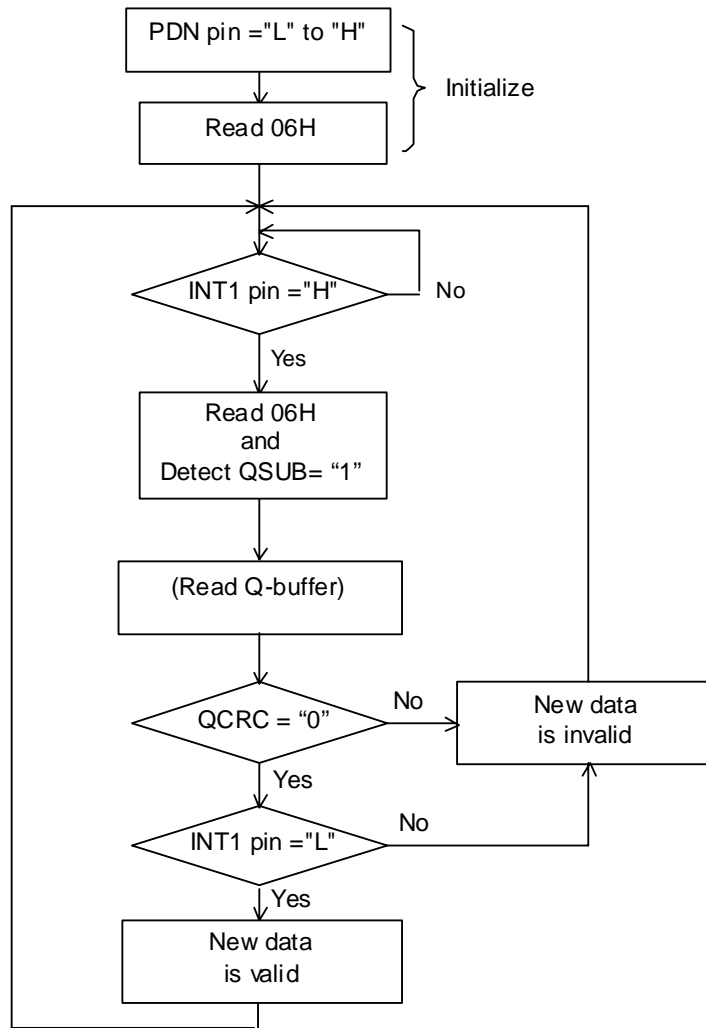 PDN pin ="L" to "H"
Initialize
Read 06H
INT1 pin ="H"
No
Yes
Read 06H
and
Detect QSUB= “1”
(Read Q-buffer)
No
QCRC = “0”
New data
is invalid
Yes
No
INT1 pin ="L"
Yes
New data
is valid